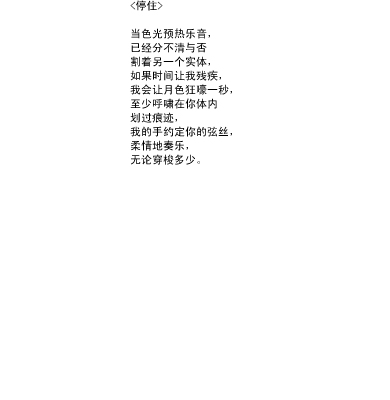 <停住>
当色光预热乐音，
已经分不清与否
割着另一个实体，
如果时间让我残疾，
我会让月色狂嚎一秒，
至少呼啸在你体内
划过痕迹，
我的手约定你的弦丝，
柔情地奏乐，
无论穿梭多少。